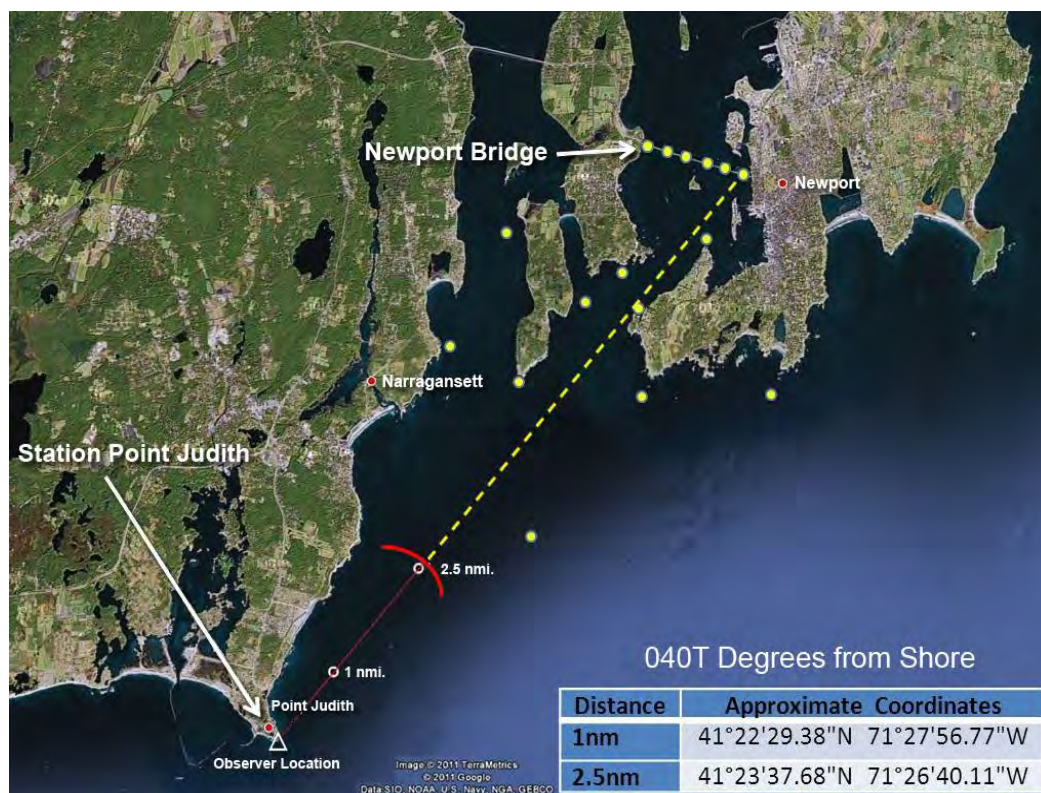 Newport Bridge
Newport
Narragansett
Station Point Judith
2.5 nmi.
1 nmi.
Point Judith
Observer Location
040T Degrees from Shore
Distance Approximate Coordinates
1nm 41°22'29.38"N 71°27'56.77"W
2.5nm 41°23'37.68"N 71°26'40.11"W
Image © 2011 TerraMetrics
© 2011 Google
Data SIO, NOAA, U.S. Navy, NGA, GEBCO